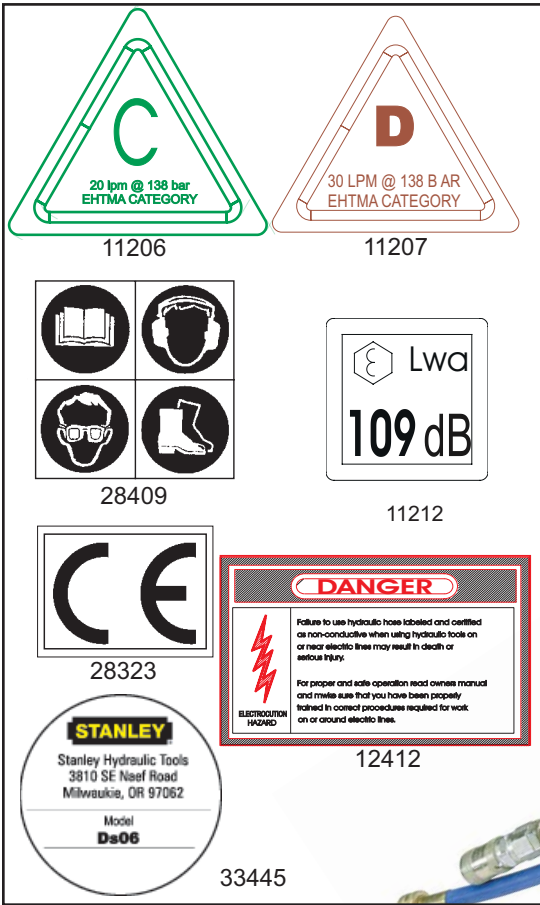 C
20 lpm @ 138 bar
EHTMA CATEGORY
11206
D
30 LPM @ 138 B AR
EHTMA CATEGORY
11207
28409
Lwa
109 dB
11212
CE
28323
DANGER
ELECTROCUTION
HAZARD
Failure to use hydraulic hose labeled and certified
as non-conductive when using hydraulic tools on
or near electric lines may result in death or
serious injury.
For proper and safe operation read owners manual
and mwke sure that you have been properly
trained in correct procedures required for work
on or around electric lines.
12412
STANLEY
Stanley Hydraulic Tools
3810 SE Naef Road
Milwaukie, OR 97062
Model
Ds06
33445